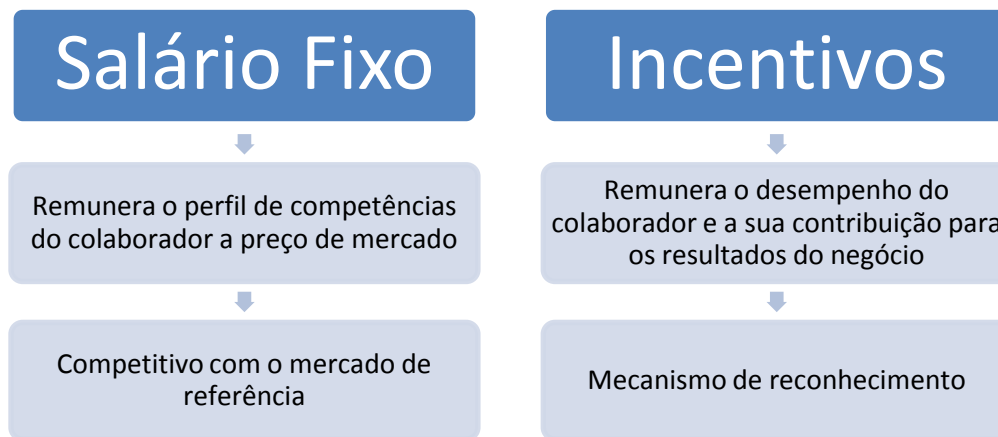 Salário Fixo
Remunera o perfil de competências
do colaborador a preço de mercado
Competitivo com o mercado de
referência
Incentivos
Remunera o desempenho do
colaborador e a sua contribuição para
os resultados do negócio
Mecanismo de reconhecimento